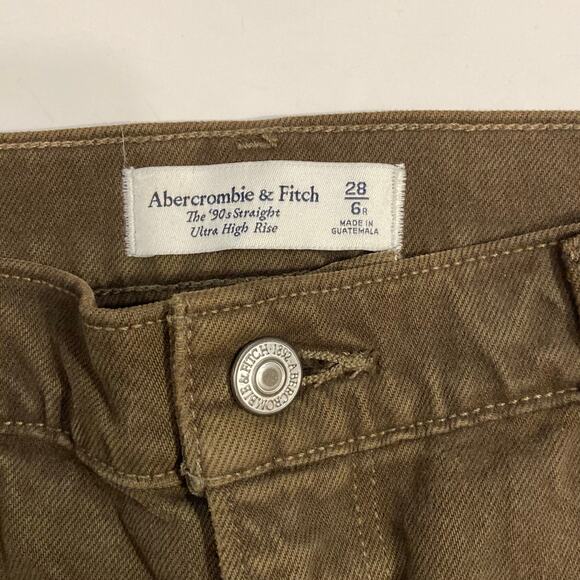 Abercrombie & Fitch
The '90s Straight
Ultra High Rise
28
6R
MADE IN
GUATEMALA
ABERCROMBIE & FITCH · 1892 ·